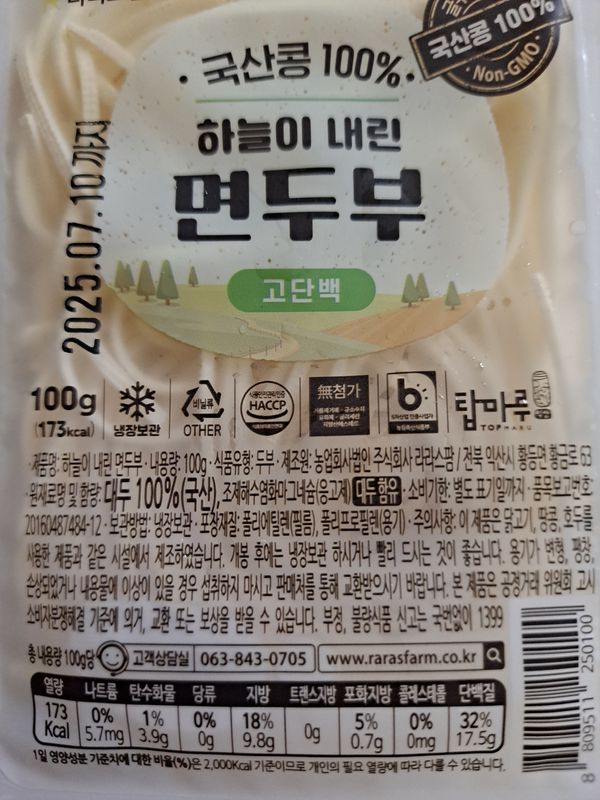 국산콩 100%
Non-GMO
국산콩 100%
하늘이 내린
면두부
고단백
2025.07.10 까지
100g
(173kcal)
냉장보관
비닐류
OTHER
HACCP
無첨가
탑마루
TOPMARU
·제품명: 하늘이 내린 면두부 · 내용량: 100g · 식품유형: 두부 · 제조원: 농업회사법인 주식회사 라라스팜 / 전북 익산시 황등면 황금로 63
·원재료명 및 함량: 대두 100%(국산), 조제해수염화마그네슘(응고제) 대두 함유 · 소비기한: 별도 표기일까지 · 품목보고번호:
20160487484-12 · 보관방법: 냉장보관 · 포장재질: 폴리에틸렌(필름), 폴리프로필렌(용기) · 주의사항: 이 제품은 닭고기, 땅콩, 호두를
사용한 제품과 같은 시설에서 제조하였습니다. 개봉 후에는 냉장보관 하시거나 빨리 드시는 것이 좋습니다. 용기가 변형, 팽창,
손상되었거나 내용물에 이상이 있을 경우 섭취하지 마시고 판매처를 통해 교환받으시기 바랍니다. 본 제품은 공정거래 위원회 고시
소비자분쟁해결 기준에 의거, 교환 또는 보상을 받을 수 있습니다. 부정, 불량식품 신고는 국번없이 1399
총 내용량 100g당 고객상담실 063-843-0705 www.rarasfarm.co.kr
열량 나트륨 탄수화물 당류 지방 트랜스지방 포화지방 콜레스테롤 단백질
173 Kcal 0% 5.7mg 1% 3.9g 0% 0g 18% 9.8g 0g 5% 0.7g 0% 0mg 32% 17.5g
1일 영양성분 기준치에 대한 비율(%)은 2,000Kcal 기준이므로 개인의 필요 열량에 따라 다를 수 있습니다.
8 809511 250100